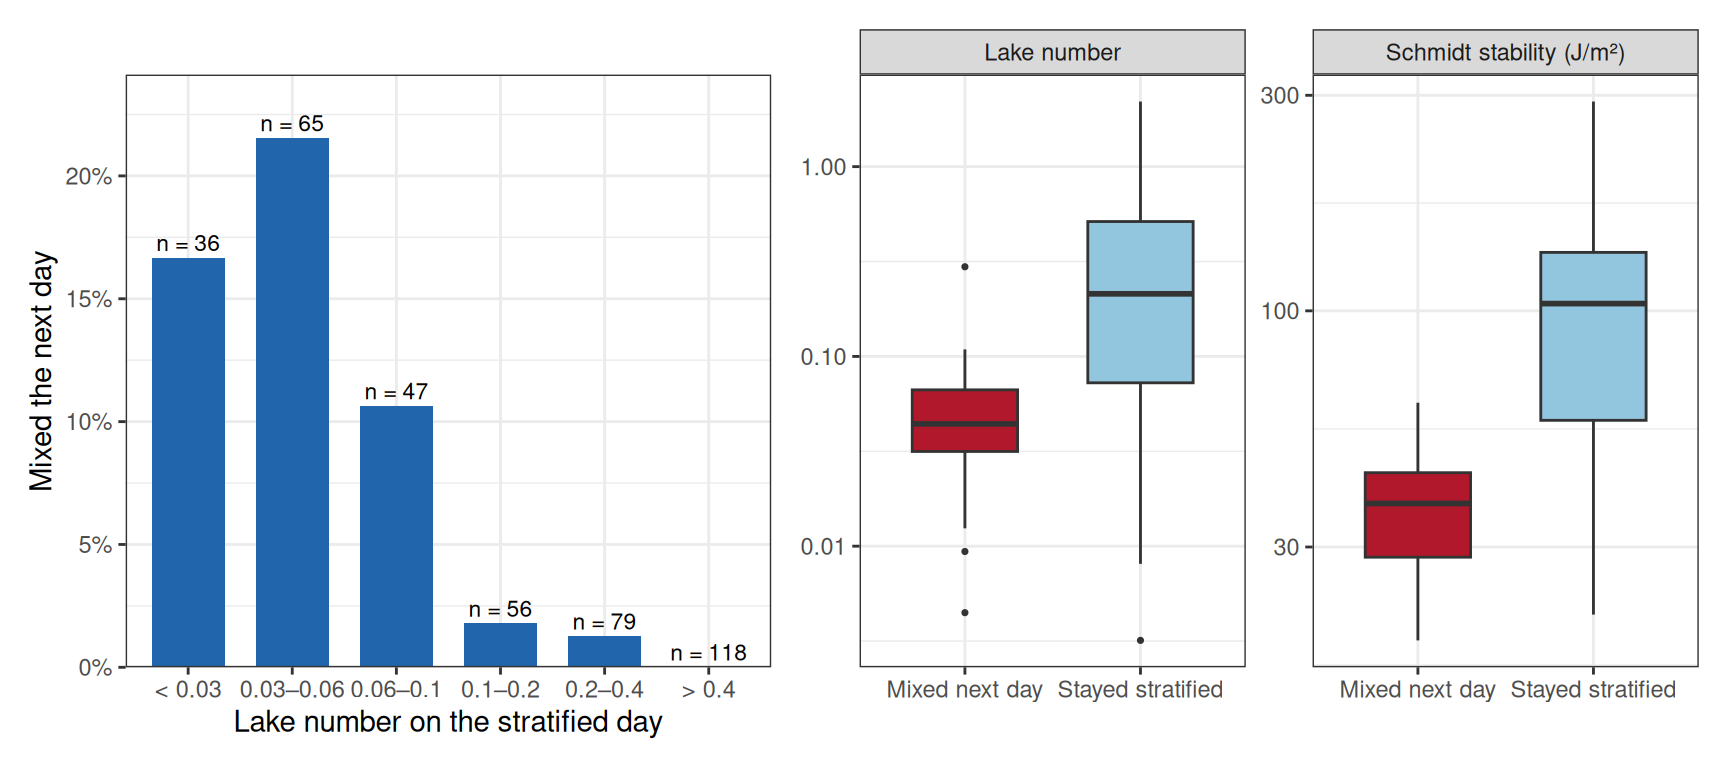 Mixed the next day
20%
15%
10%
5%
0%
n = 36
n = 65
n = 47
n = 56
n = 79
n = 118
< 0.03
0.03–0.06
0.06–0.1
0.1–0.2
0.2–0.4
> 0.4
Lake number on the stratified day
Lake number
1.00
0.10
0.01
Mixed next day
Stayed stratified
Schmidt stability (J/m²)
300
100
30
Mixed next day
Stayed stratified